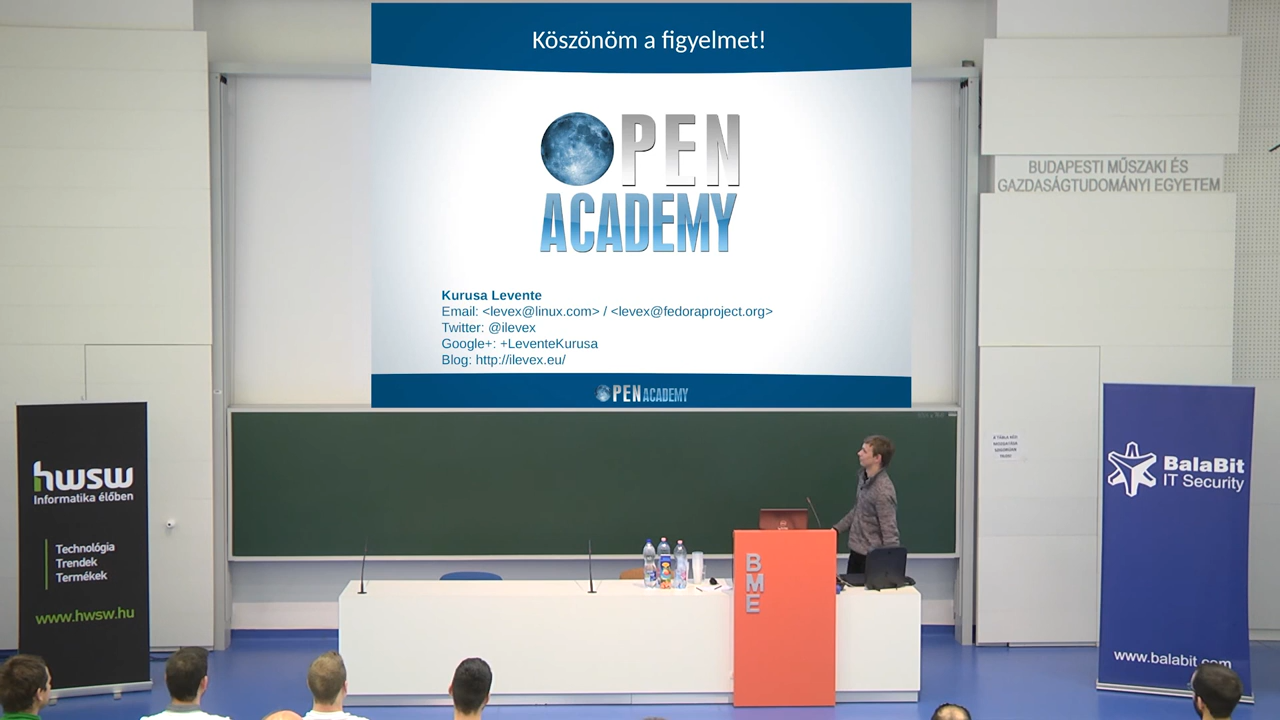 Köszönöm a figyelmet!
OPEN
ACADEMY
Kurusa Levente
Email: <levex@linux.com> / <levex@fedoraproject.org>
Twitter: @ilevex
Google+: +LeventeKurusa
Blog: http://ilevex.eu/
OPEN ACADEMY
BUDAPESTI MŰSZAKI ÉS
GAZDASÁGTUDOMÁNYI EGYETEM
hwsw
Informatika élőben
Technológia
Trendek
Termékek
www.hwsw.hu
BME
BalaBit
IT Security
www.balabit.com